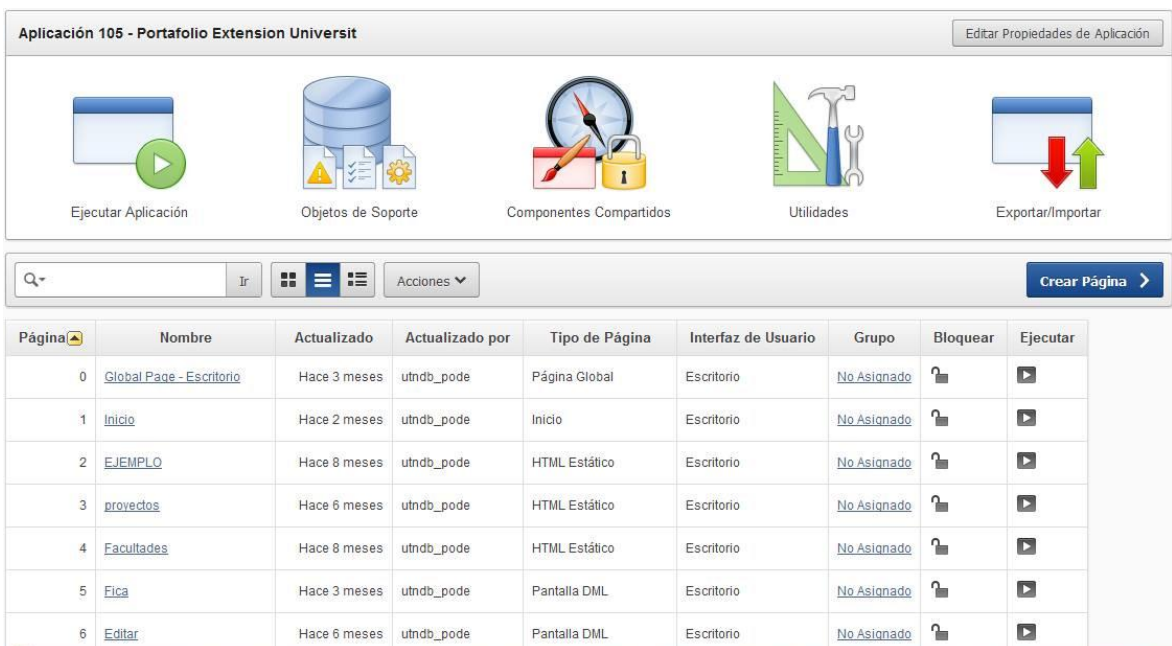 Aplicación 105 - Portafolio Extension Universit
Editar Propiedades de Aplicación
Ejecutar Aplicación
Objetos de Soporte
Componentes Compartidos
Utilidades
Exportar/Importar
Ir
Acciones
Crear Página
Página Nombre Actualizado Actualizado por Tipo de Página Interfaz de Usuario Grupo Bloquear Ejecutar
0 Global Page - Escritorio Hace 3 meses utndb_pode Página Global Escritorio No Asignado
1 Inicio Hace 2 meses utndb_pode Inicio Escritorio No Asignado
2 EJEMPLO Hace 8 meses utndb_pode HTML Estático Escritorio No Asignado
3 proyectos Hace 6 meses utndb_pode HTML Estático Escritorio No Asignado
4 Facultades Hace 8 meses utndb_pode HTML Estático Escritorio No Asignado
5 Fica Hace 3 meses utndb_pode Pantalla DML Escritorio No Asignado
6 Editar Hace 6 meses utndb_pode Pantalla DML Escritorio No Asignado